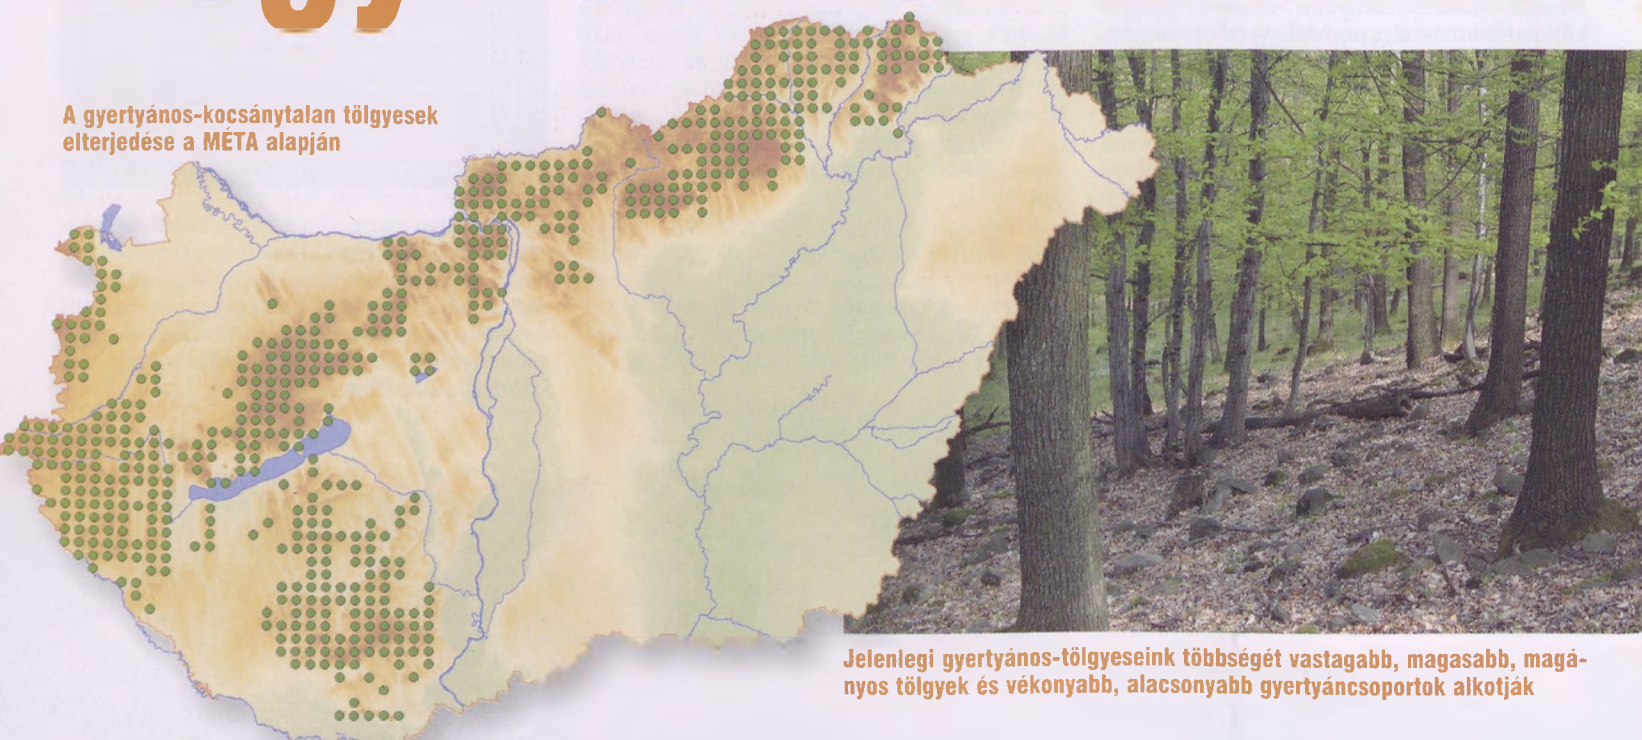 A gyertyános-kocsánytalan tölgyesek
elterjedése a MÉTA alapján
Jelenlegi gyertyános-tölgyeseink többségét vastagabb, magasabb, magá-
nyos tölgyek és vékonyabb, alacsonyabb gyertyáncsoportok alkotják